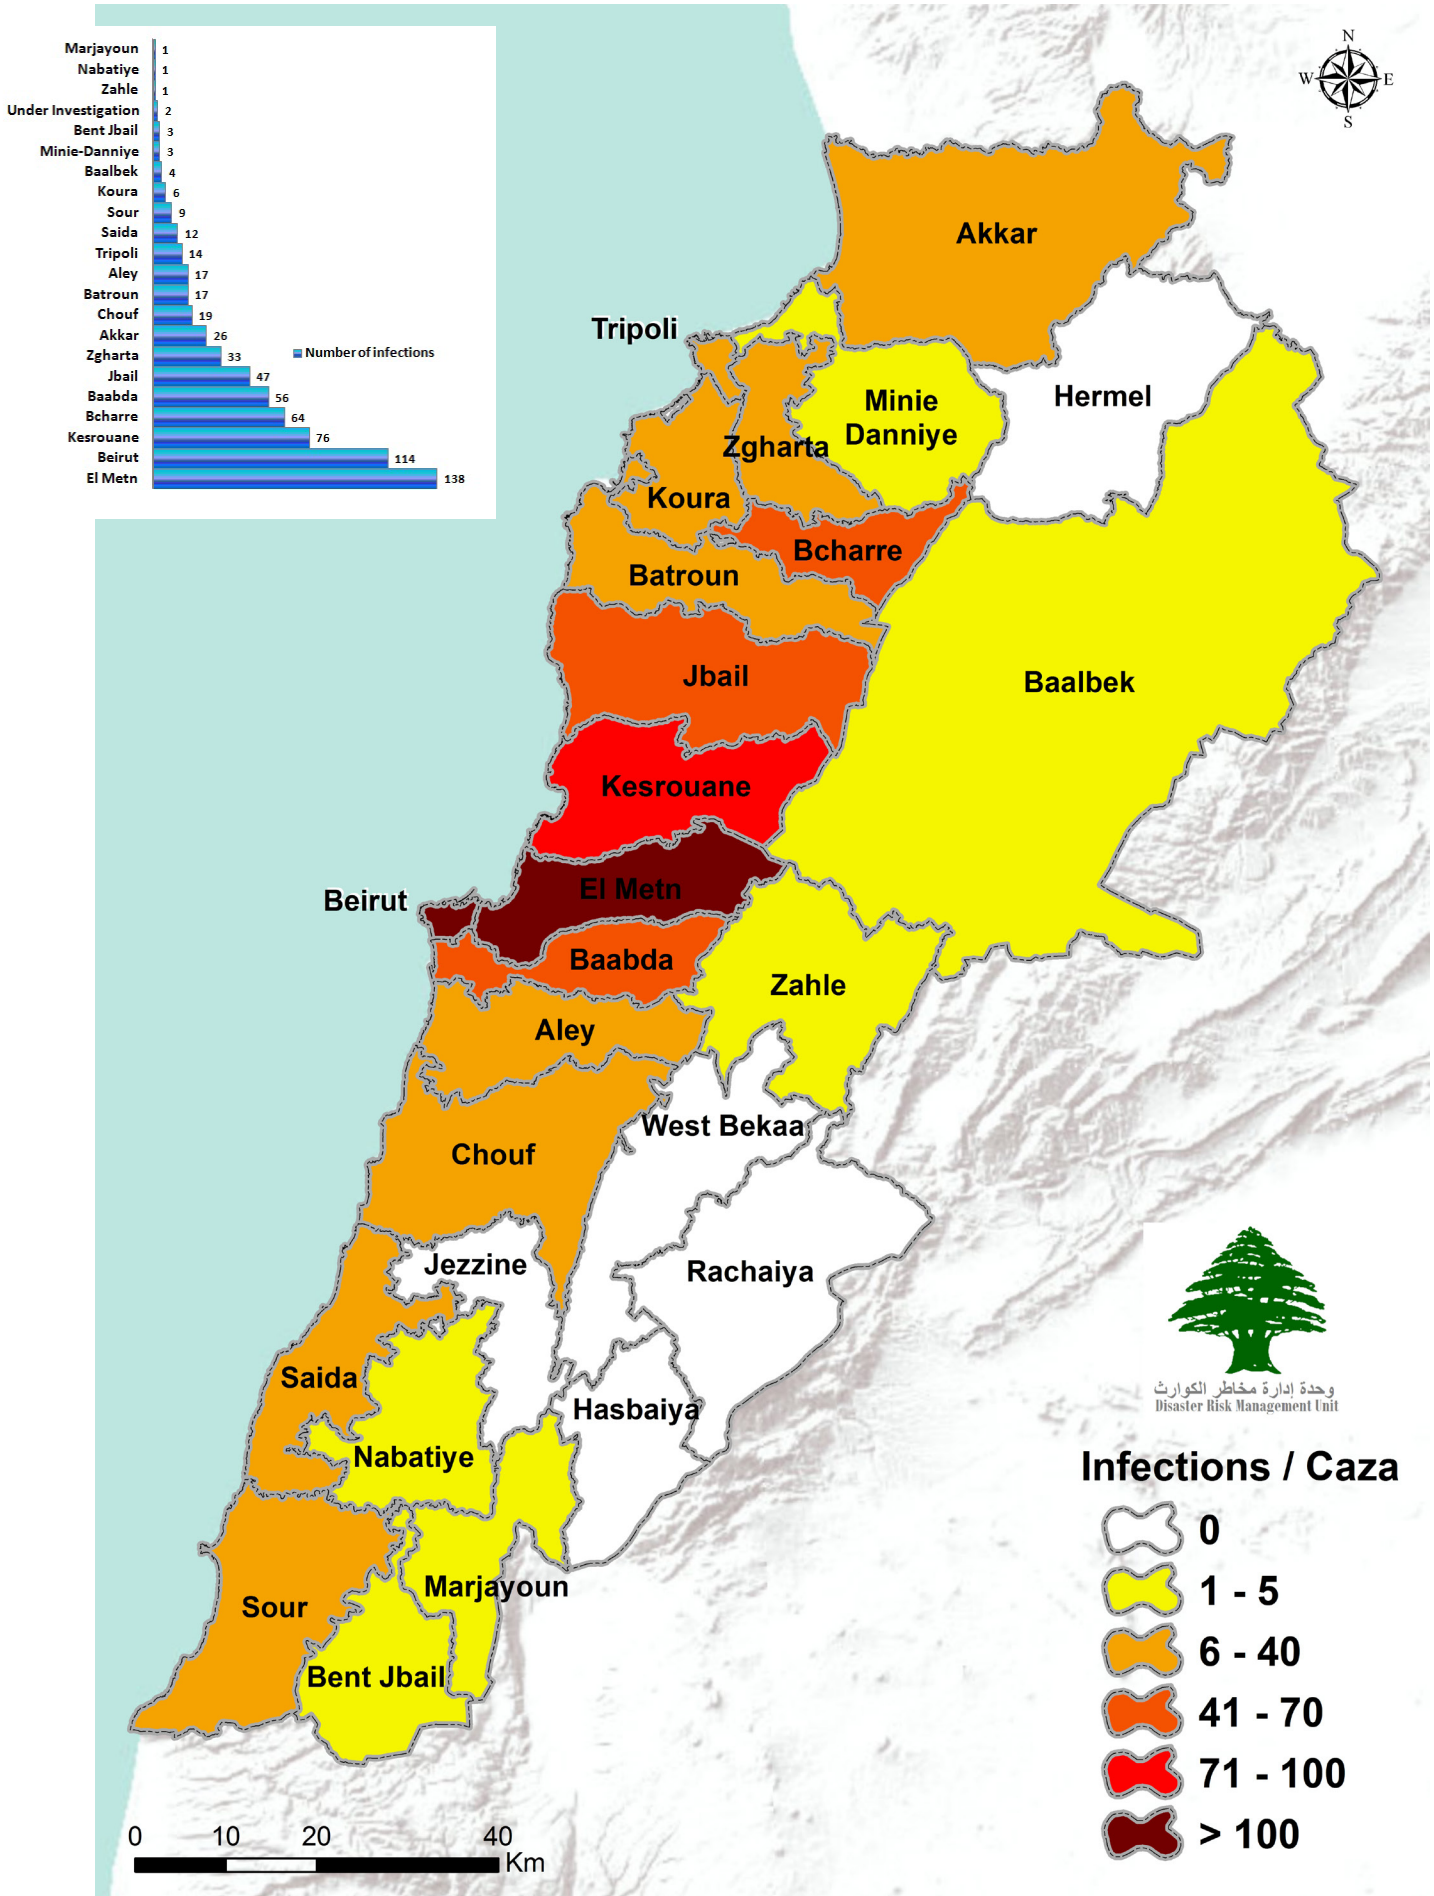 Marjayoun 1
Nabatiye 1
Zahle 1
Under Investigation 2
Bent Jbail 3
Minie-Danniye 3
Baalbek 4
Koura 6
Sour 9
Saida 12
Tripoli 14
Aley 17
Batroun 17
Chouf 19
Akkar 26
Zgharta 33
Number of infections
Jbail 47
Baabda 56
Bcharre 64
Kesrouane 76
Beirut 114
El Metn 138
N
W E
S
Akkar
Tripoli
Hermel
Minie
Danniye
Zgharta
Koura
Bcharre
Batroun
Jbail
Baalbek
Kesrouane
El Metn
Beirut
Baabda
Zahle
Aley
West Bekaa
Chouf
Jezzine
Rachaiya
Saida
Hasbaiya
Nabatiye
Marjayoun
Sour
Bent Jbail
وحدة إدارة مخاطر الكوارث
Disaster Risk Management Unit
Infections / Caza
0
1 - 5
6 - 40
41 - 70
71 - 100
> 100
0 10 20 40
Km